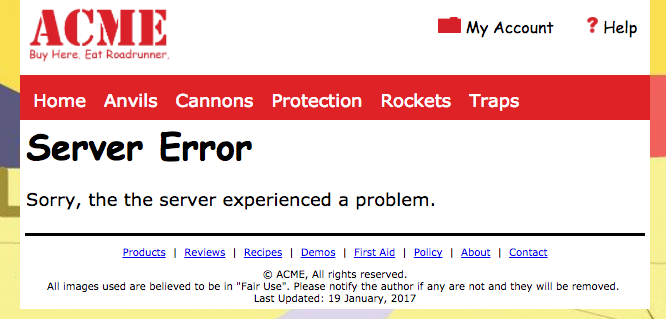 ACME
Buy Here. Eat Roadrunner.
My Account ? Help
Home Anvils Cannons Protection Rockets Traps
Server Error
Sorry, the the server experienced a problem.
Products | Reviews | Recipes | Demos | First Aid | Policy | About | Contact
© ACME, All rights reserved.
All images used are believed to be in "Fair Use". Please notify the author if any are not and they will be removed.
Last Updated: 19 January, 2017